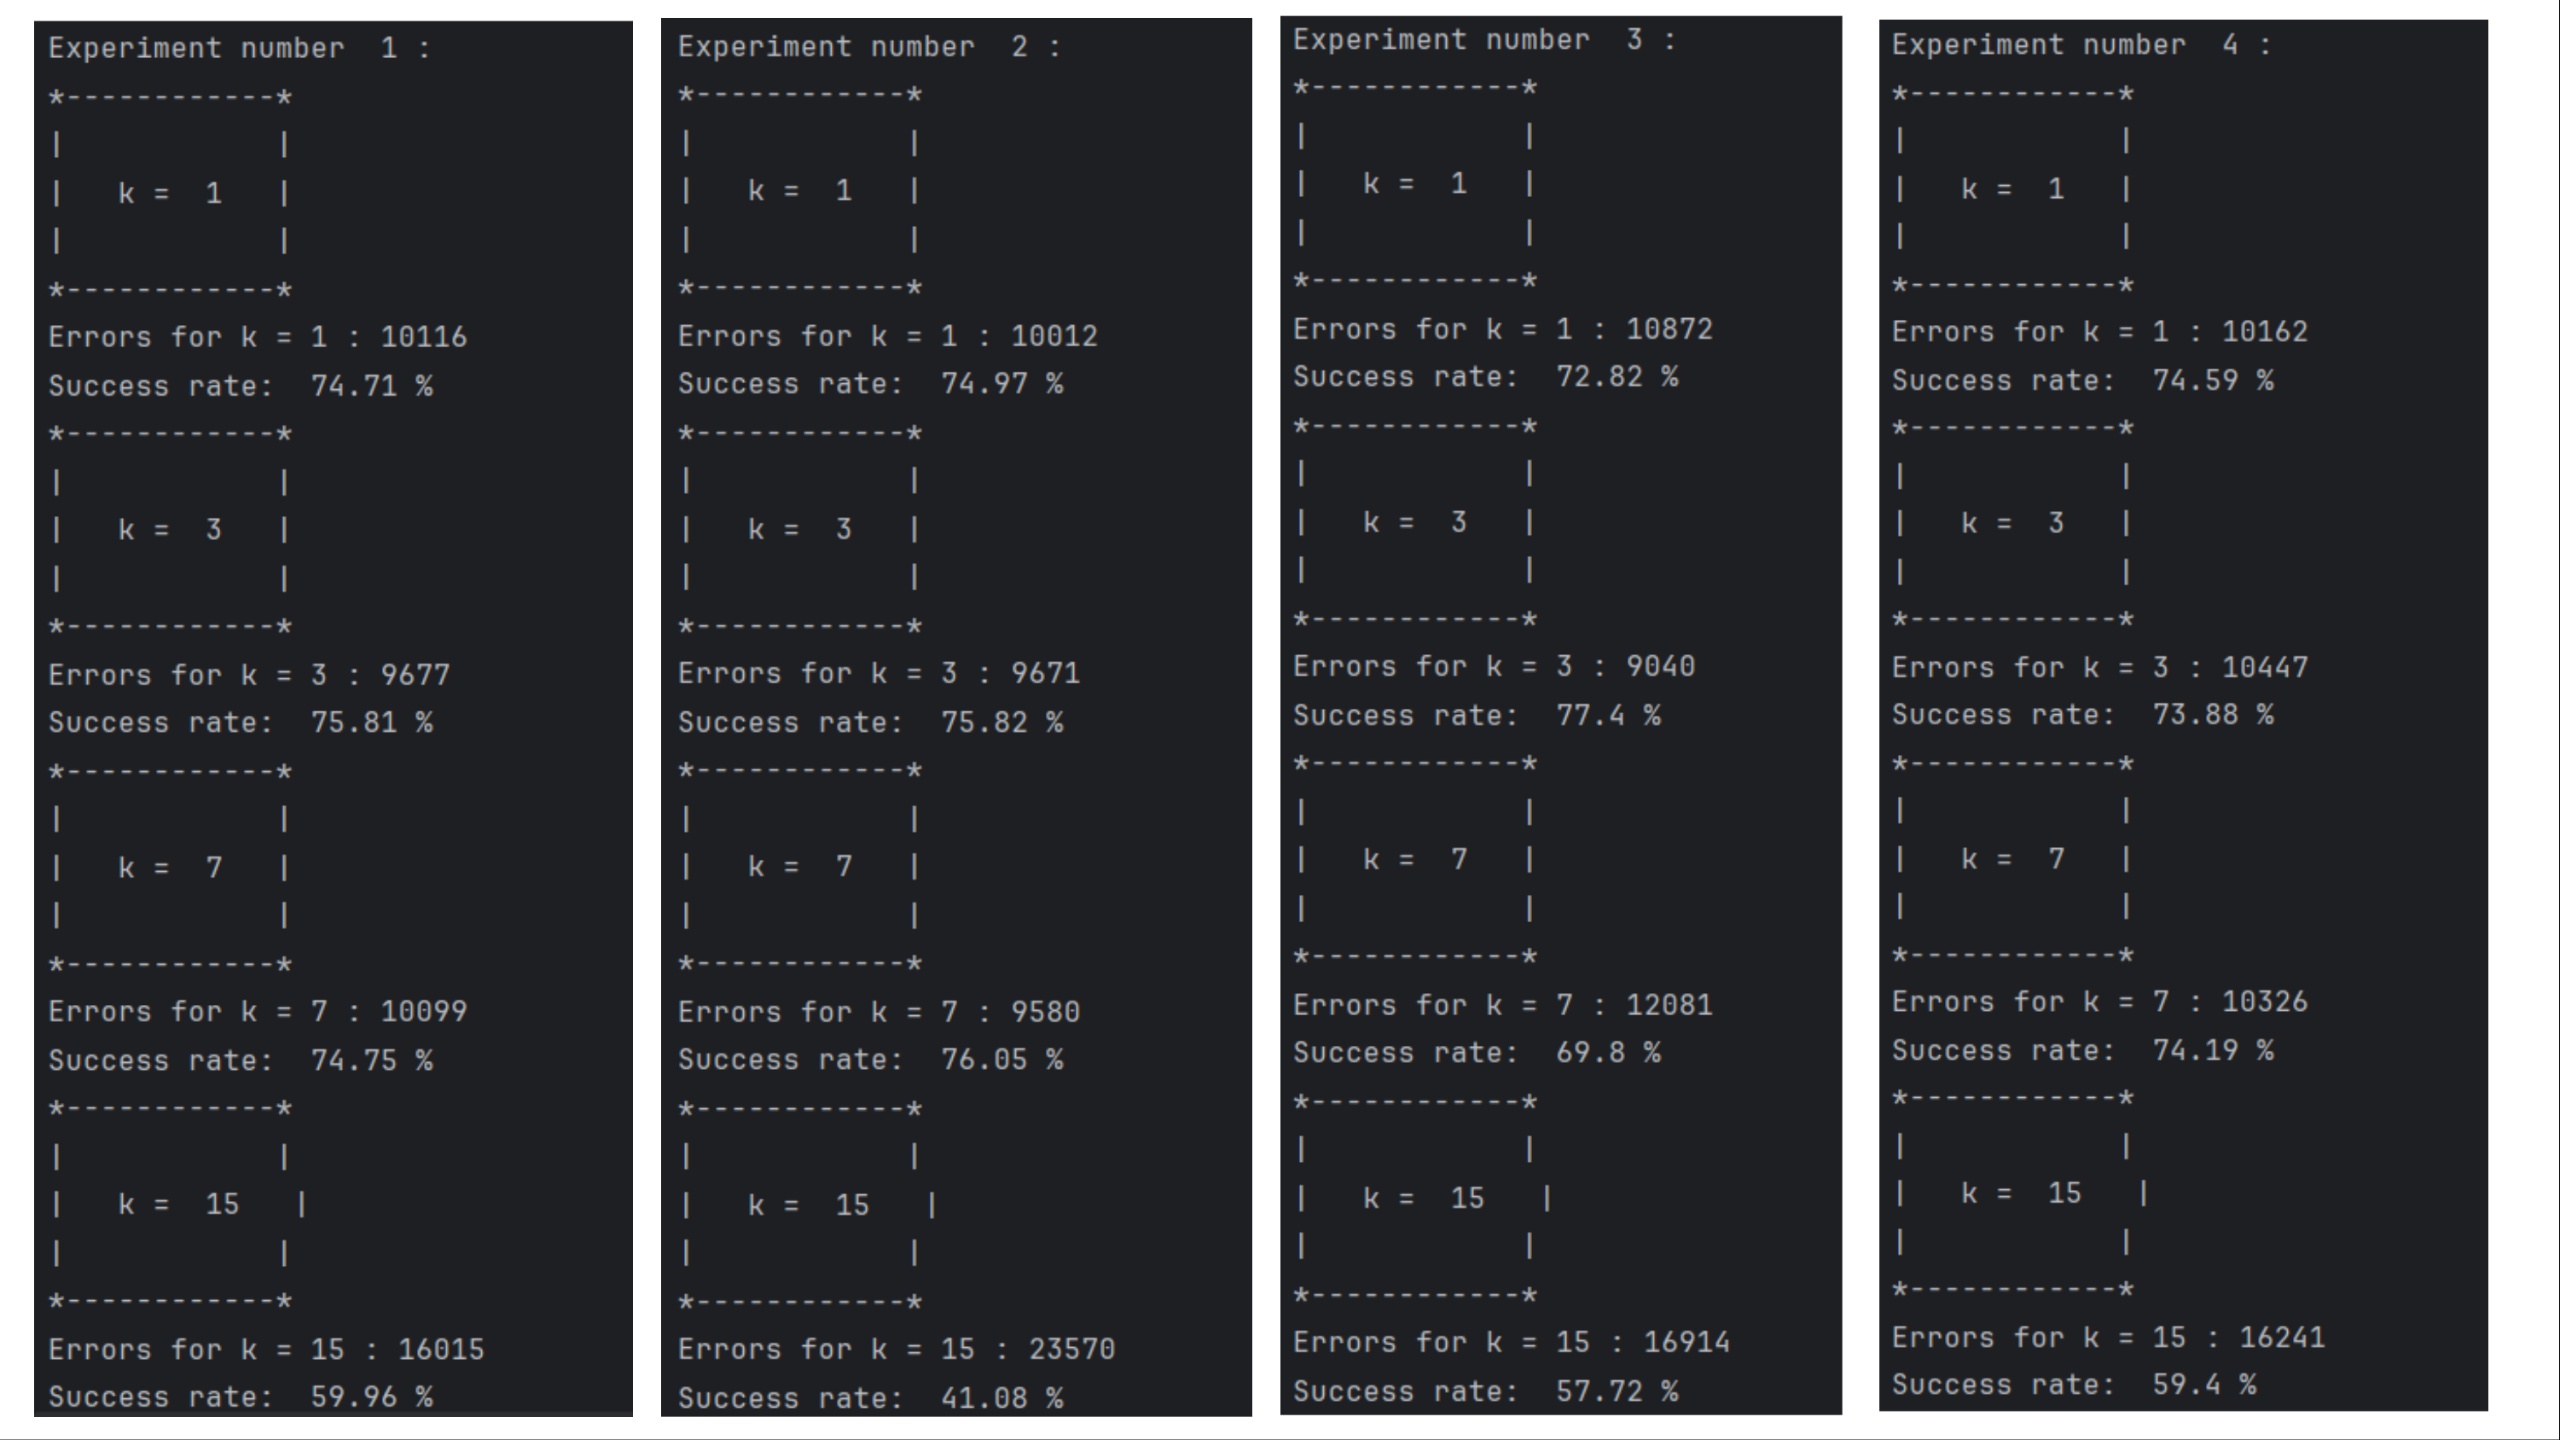 Experiment number  1 :
*------------*
|            |
|   k =  1   |
|            |
*------------*
Errors for k = 1 : 10116
Success rate:  74.71 %
*------------*
|            |
|   k =  3   |
|            |
*------------*
Errors for k = 3 : 9677
Success rate:  75.81 %
*------------*
|            |
|   k =  7   |
|            |
*------------*
Errors for k = 7 : 10099
Success rate:  74.75 %
*------------*
|            |
|   k =  15   |
|            |
*------------*
Errors for k = 15 : 16015
Success rate:  59.96 %
Experiment number  2 :
*------------*
|            |
|   k =  1   |
|            |
*------------*
Errors for k = 1 : 10012
Success rate:  74.97 %
*------------*
|            |
|   k =  3   |
|            |
*------------*
Errors for k = 3 : 9671
Success rate:  75.82 %
*------------*
|            |
|   k =  7   |
|            |
*------------*
Errors for k = 7 : 9580
Success rate:  76.05 %
*------------*
|            |
|   k =  15   |
|            |
*------------*
Errors for k = 15 : 23570
Success rate:  41.08 %
Experiment number  3 :
*------------*
|            |
|   k =  1   |
|            |
*------------*
Errors for k = 1 : 10872
Success rate:  72.82 %
*------------*
|            |
|   k =  3   |
|            |
*------------*
Errors for k = 3 : 9040
Success rate:  77.4 %
*------------*
|            |
|   k =  7   |
|            |
*------------*
Errors for k = 7 : 12081
Success rate:  69.8 %
*------------*
|            |
|   k =  15   |
|            |
*------------*
Errors for k = 15 : 16914
Success rate:  57.72 %
Experiment number  4 :
*------------*
|            |
|   k =  1   |
|            |
*------------*
Errors for k = 1 : 10162
Success rate:  74.59 %
*------------*
|            |
|   k =  3   |
|            |
*------------*
Errors for k = 3 : 10447
Success rate:  73.88 %
*------------*
|            |
|   k =  7   |
|            |
*------------*
Errors for k = 7 : 10326
Success rate:  74.19 %
*------------*
|            |
|   k =  15   |
|            |
*------------*
Errors for k = 15 : 16241
Success rate:  59.4 %